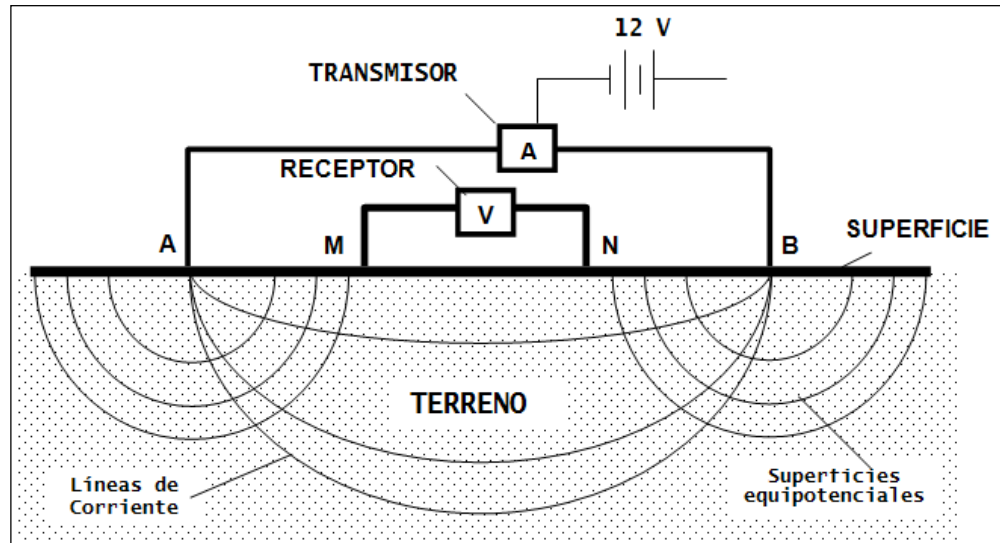 12 V
TRANSMISOR
A
RECEPTOR
V
A
M
N
B
SUPERFICIE
TERRENO
Líneas de
Corriente
Superficies
equipotenciales